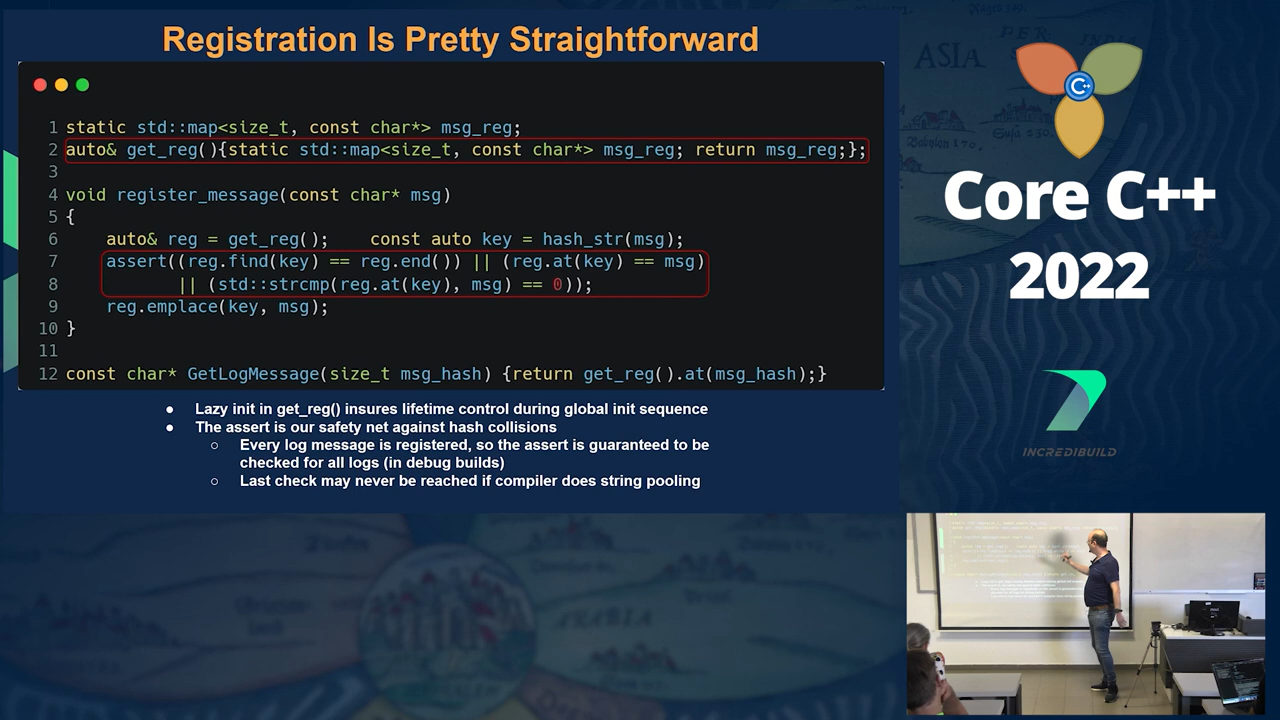 Registration Is Pretty Straightforward
1 static std::map<size_t, const char*> msg_reg;
2 auto& get_reg(){static std::map<size_t, const char*> msg_reg; return msg_reg;};
3
4 void register_message(const char* msg)
5 {
6 auto& reg = get_reg(); const auto key = hash_str(msg);
7 assert((reg.find(key) == reg.end()) || (reg.at(key) == msg)
8 || (std::strcmp(reg.at(key), msg) == 0));
9 reg.emplace(key, msg);
10 }
11
12 const char* GetLogMessage(size_t msg_hash) {return get_reg().at(msg_hash);}
● Lazy init in get_reg() insures lifetime control during global init sequence
● The assert is our safety net against hash collisions
○ Every log message is registered, so the assert is guaranteed to be
checked for all logs (in debug builds)
○ Last check may never be reached if compiler does string pooling
ASIA
INDIA
Babylon
C++
Core C++
2022
INCREDIBUILD
ARABIA